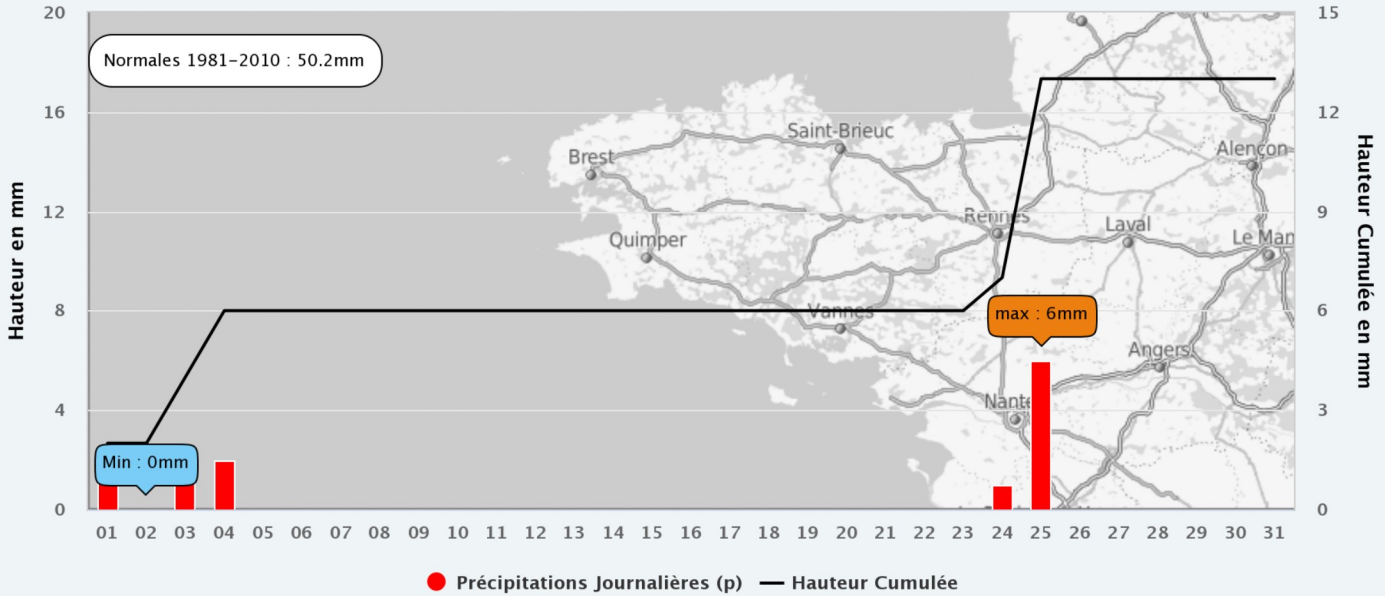 20
15
Normales 1981-2010 : 50.2mm
16
12
Saint-Brieuc
Brest
Alençon
12
9
Rennes
Laval
Quimper
Le Man
8
6
Vannes
max : 6mm
Angers
4
3
Nante
Min : 0mm
0
0
Hauteur en mm
Hauteur Cumulée en mm
01 02 03 04 05 06 07 08 09 10 11 12 13 14 15 16 17 18 19 20 21 22 23 24 25 26 27 28 29 30 31
Précipitations Journalières (p) Hauteur Cumulée